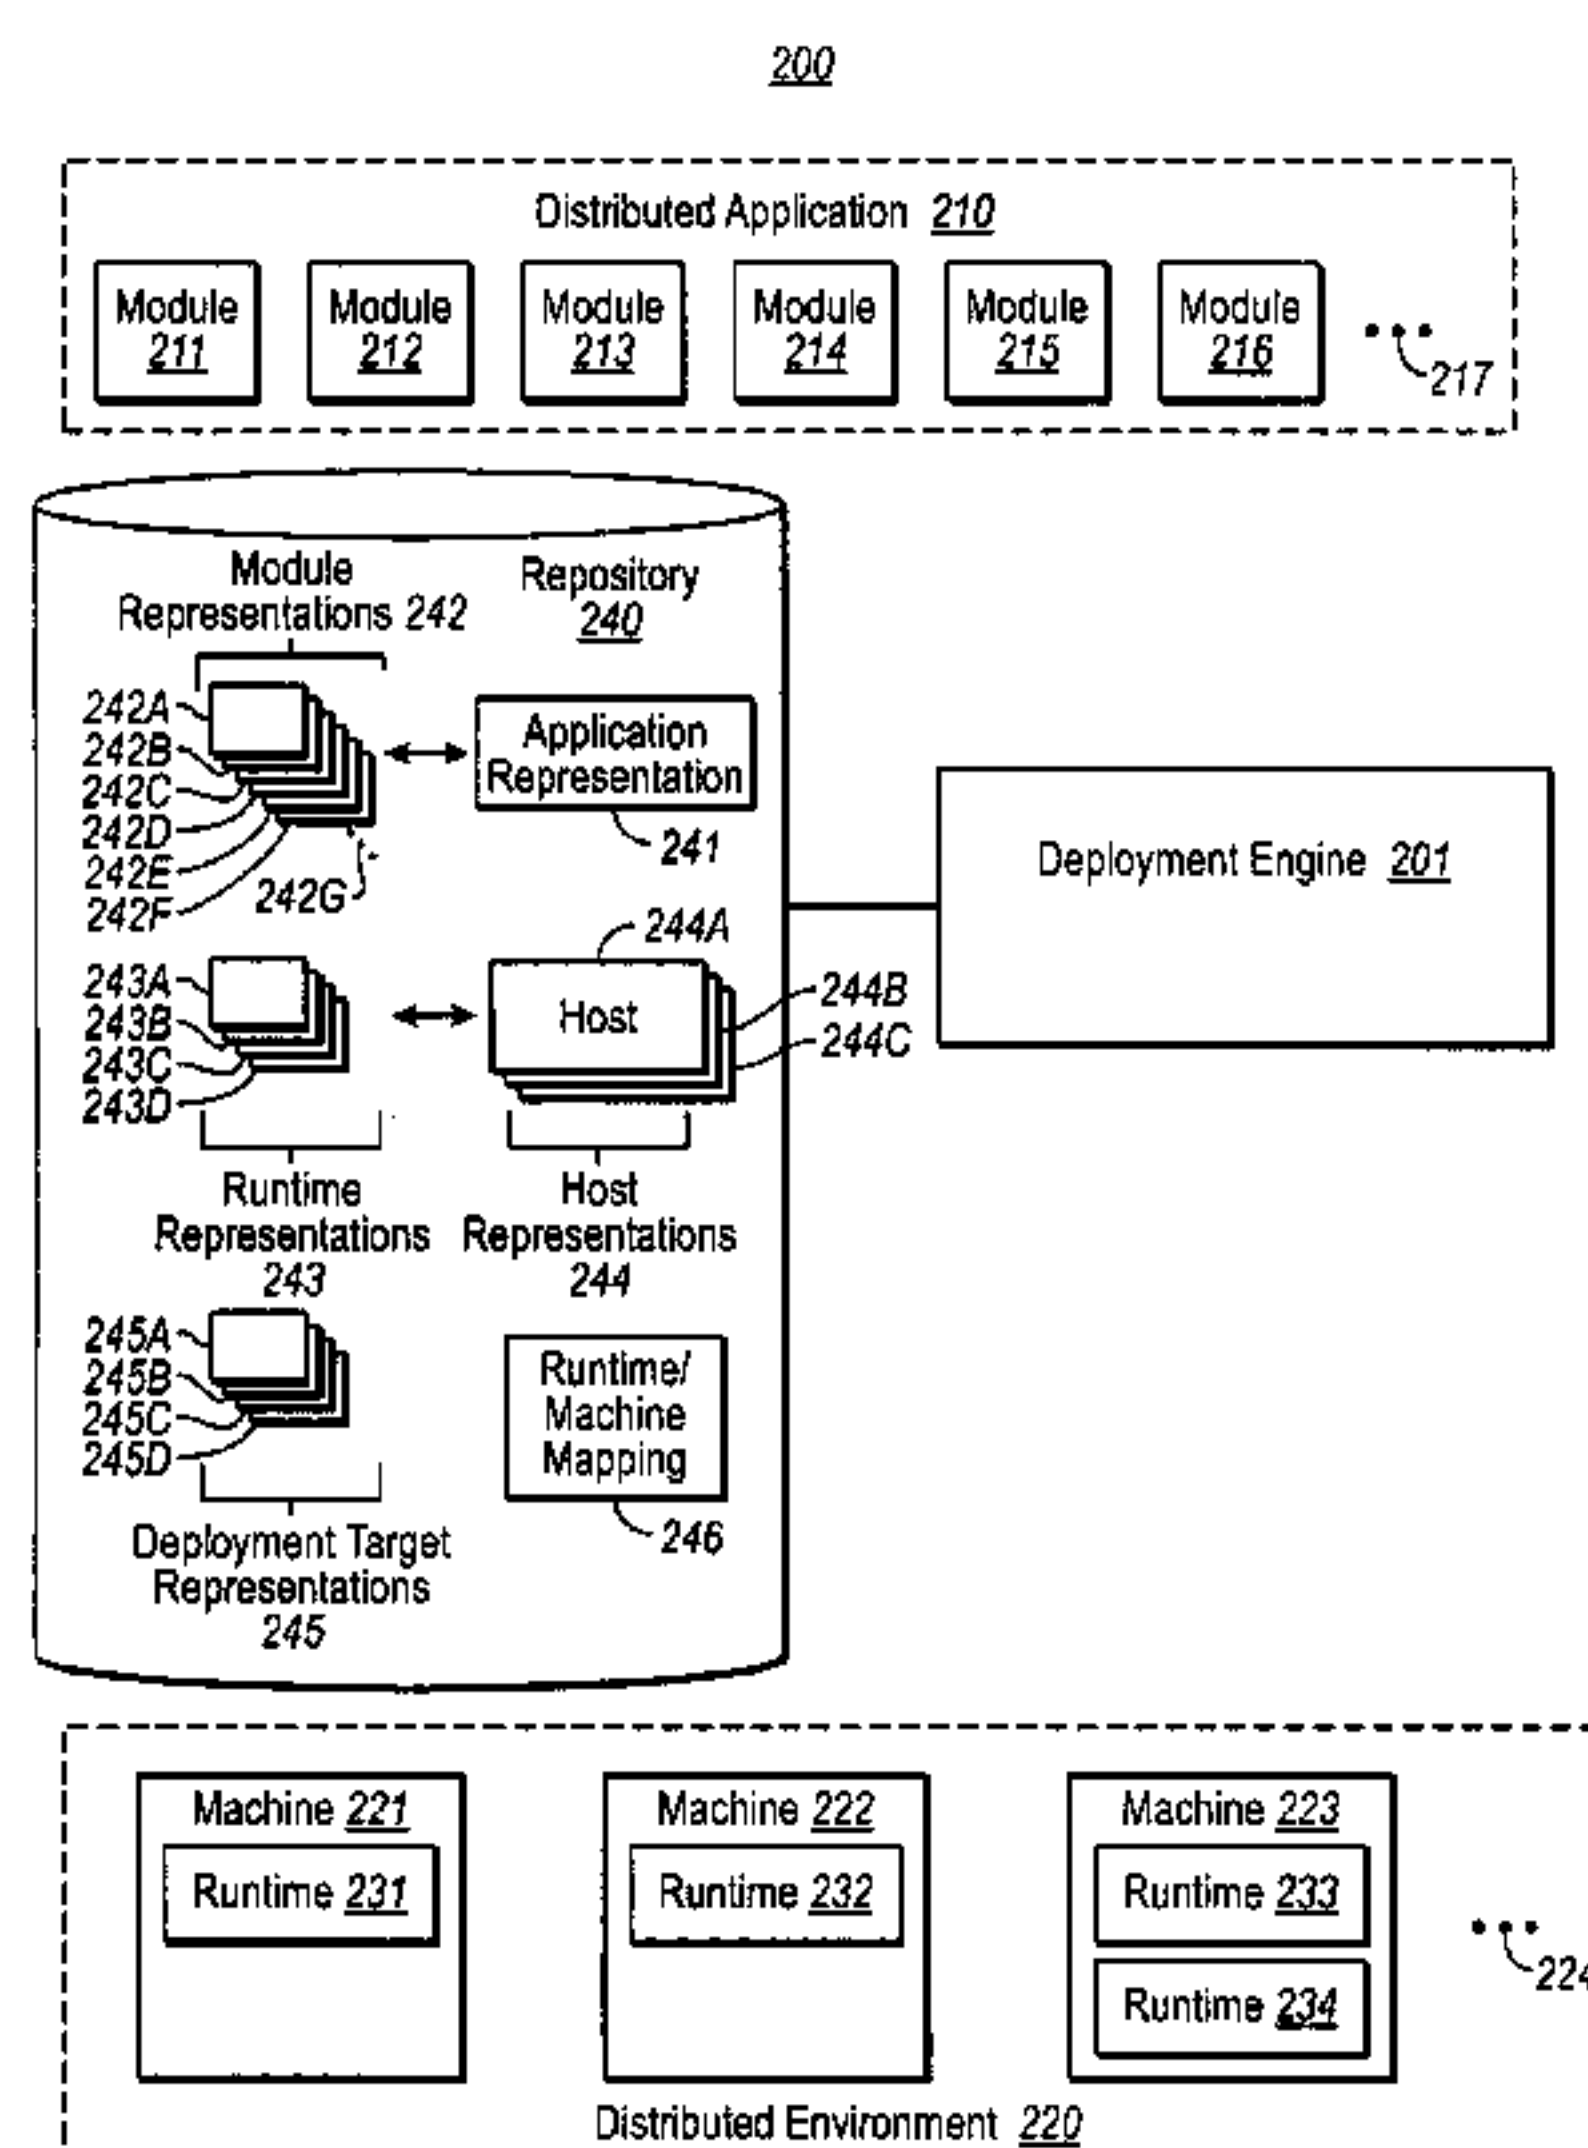 200
Distributed Application 210
Module 211
Module 212
Module 213
Module 214
Module 215
Module 216
217
Module
Representations 242
Repository
240
242A
242B
242C
242D
242E
242F
242G
Application
Representation
241
Deployment Engine 201
243A
243B
243C
243D
244A
Host
244B
244C
Runtime
Representations
243
Host
Representations
244
245A
245B
245C
245D
Deployment Target
Representations
245
Runtime/
Machine
Mapping
246
Machine 221
Runtime 231
Machine 222
Runtime 232
Machine 223
Runtime 233
Runtime 234
224
Distributed Environment 220